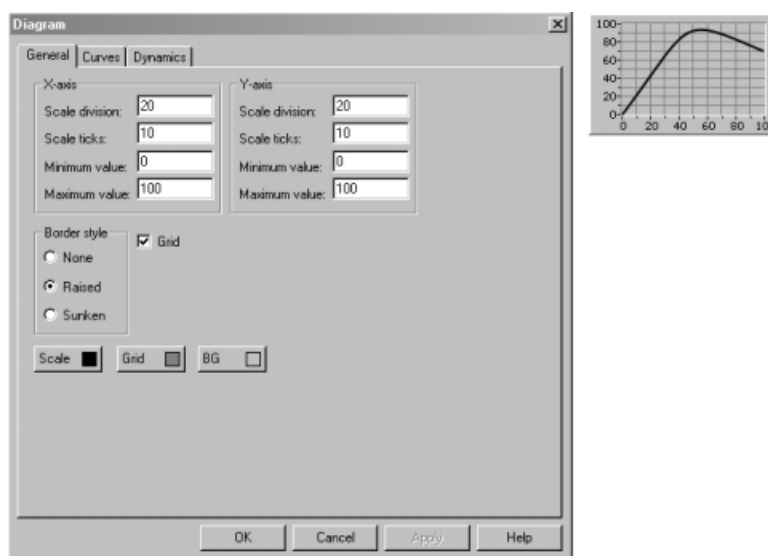 Diagram
General Curves Dynamics
X-axis
Scale division: 20
Scale ticks: 10
Minimum value: 0
Maximum value: 100
Y-axis
Scale division: 20
Scale ticks: 10
Minimum value: 0
Maximum value: 100
Border style
None
Raised
Sunken
Grid
Scale Grid BG
OK Cancel Apply Help
100
80
60
40
20
0
0 20 40 60 80 10